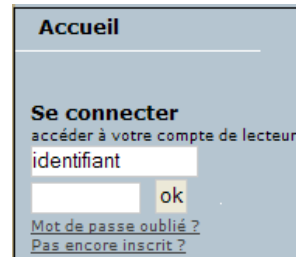 Accueil
Se connecter
accéder à votre compte de lecteur
identifiant
ok
Mot de passe oublié ?
Pas encore inscrit ?